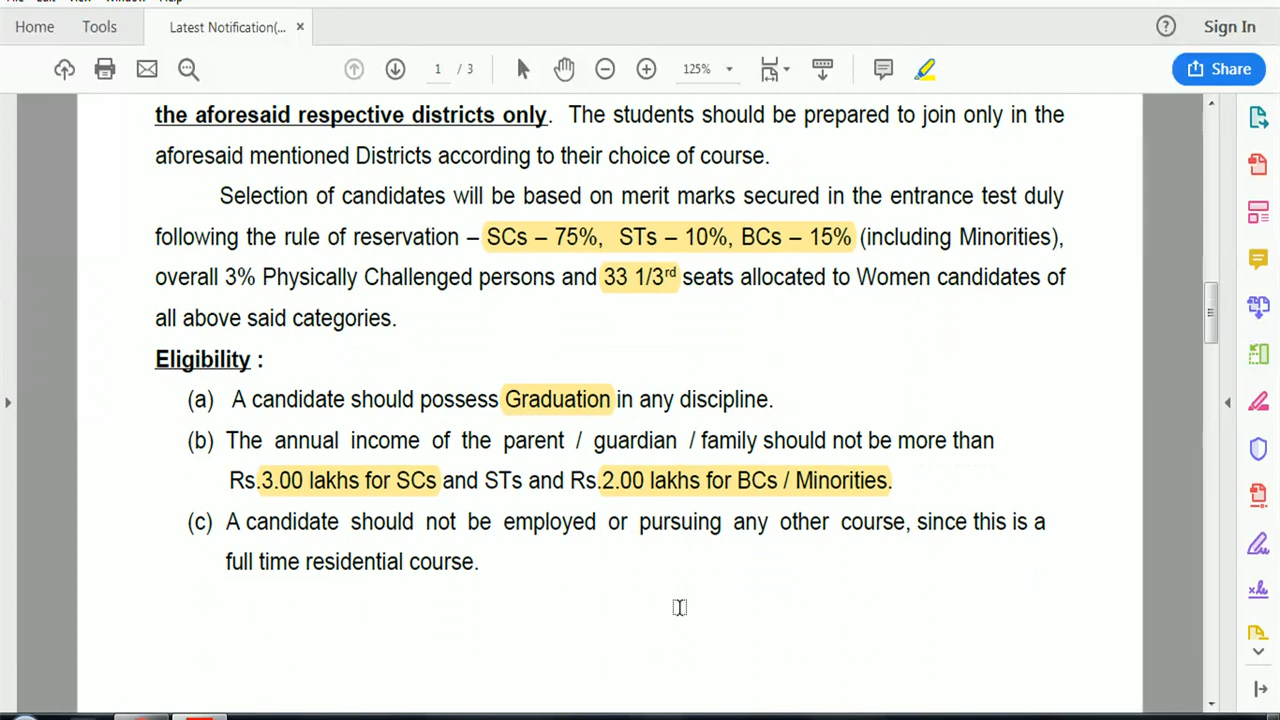 Home Tools Latest Notification(... × Sign In
1 / 3 125% Share
the aforesaid respective districts only. The students should be prepared to join only in the
aforesaid mentioned Districts according to their choice of course.
Selection of candidates will be based on merit marks secured in the entrance test duly
following the rule of reservation – SCs – 75%, STs – 10%, BCs – 15% (including Minorities),
overall 3% Physically Challenged persons and 33 1/3rd seats allocated to Women candidates of
all above said categories.
Eligibility :
(a) A candidate should possess Graduation in any discipline.
(b) The annual income of the parent / guardian / family should not be more than
Rs.3.00 lakhs for SCs and STs and Rs.2.00 lakhs for BCs / Minorities.
(c) A candidate should not be employed or pursuing any other course, since this is a
full time residential course.